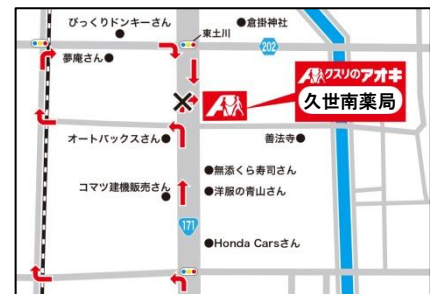 びっくりドンキーさん
●倉掛神社
東土川
202
夢庵さん●
クスリのアオキ
久世南薬局
オートバックスさん●
善法寺●
●無添くら寿司さん
コマツ建機販売さん
●洋服の青山さん
171
●Honda Carsさん